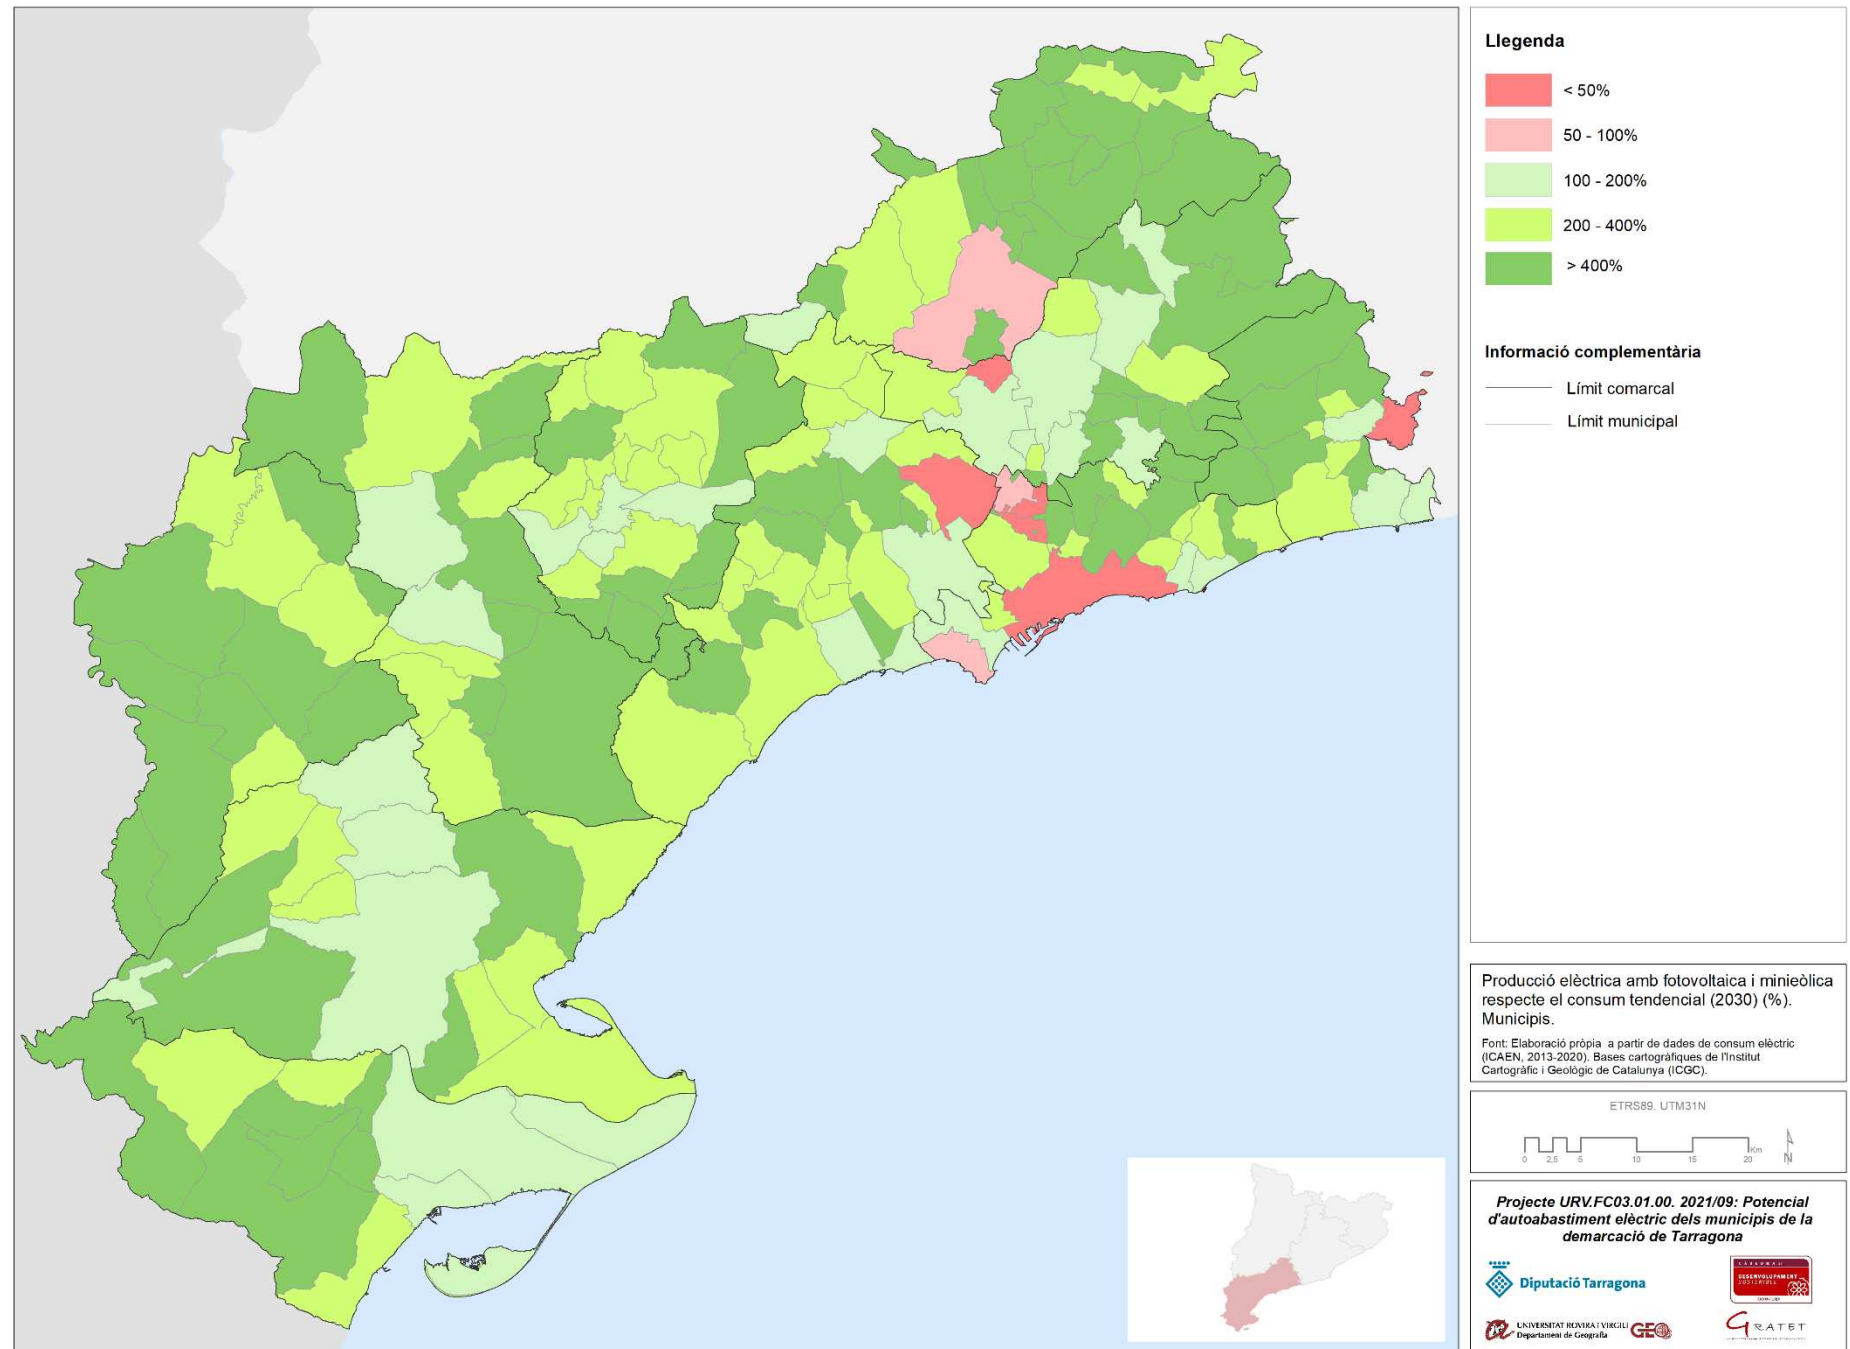 Llegenda
< 50%
50 - 100%
100 - 200%
200 - 400%
> 400%
Informació complementària
Límit comarcal
Límit municipal
Producció elèctrica amb fotovoltaica i minieòlica
respecte el consum tendencial (2030) (%).
Municipis.
Font: Elaboració pròpia a partir de dades de consum elèctric
(ICAEN, 2013-2020). Bases cartogràfiques de l'Institut
Cartogràfic i Geològic de Catalunya (ICGC).
ETRS89. UTM31N
0 2,5 5 10 15 20 Km
N
Projecte URV.FC03.01.00. 2021/09: Potencial
d'autoabastiment elèctric dels municipis de la
demarcació de Tarragona
Diputació Tarragona
DESENVOLUPAMENT
UNIVERSITAT ROVIRA I VIRGILI
Departament de Geografia
GEO
GRATET